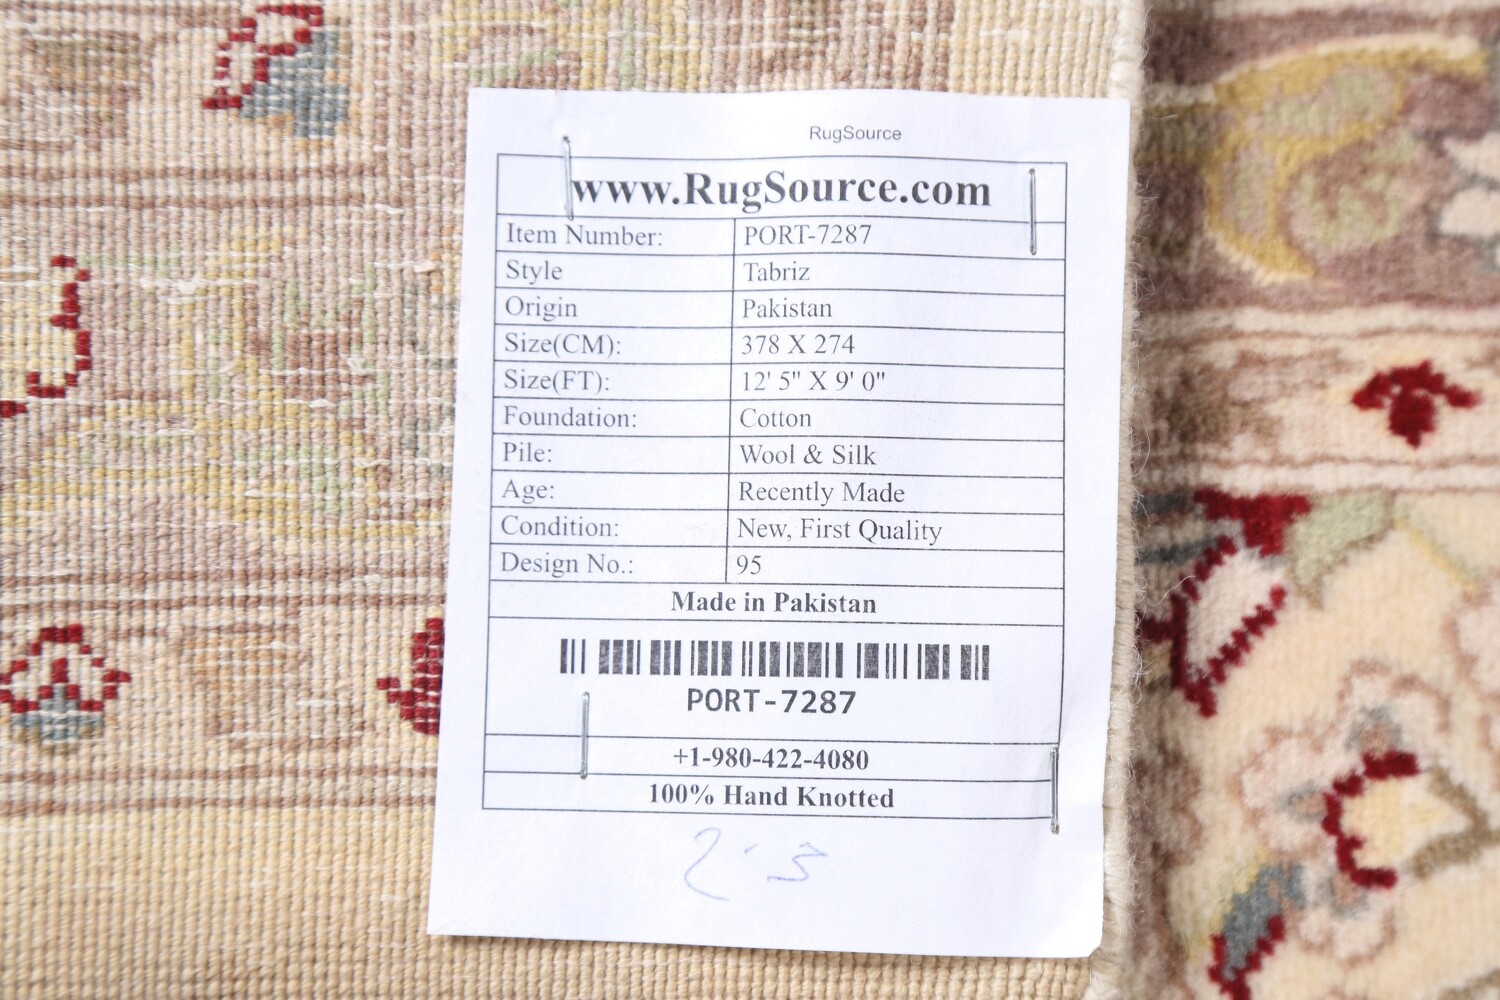 RugSource
www.RugSource.com
Item Number: PORT-7287
Style Tabriz
Origin Pakistan
Size(CM): 378 X 274
Size(FT): 12' 5" X 9' 0"
Foundation: Cotton
Pile: Wool & Silk
Age: Recently Made
Condition: New, First Quality
Design No.: 95
Made in Pakistan
PORT-7287
+1-980-422-4080
100% Hand Knotted